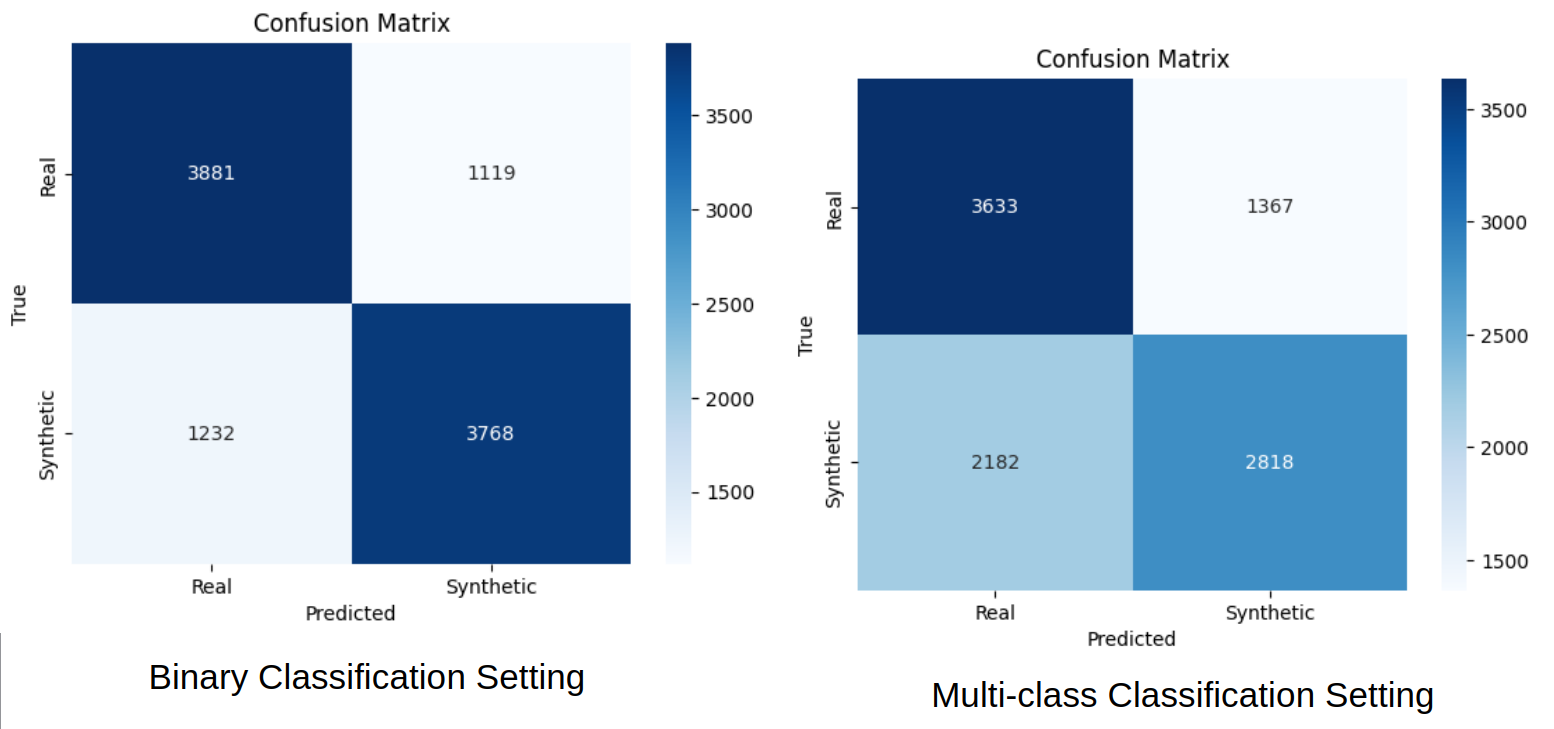 Confusion Matrix
Real
3881
1119
3500
3000
True
2500
2000
Synthetic
1232
3768
1500
Real
Synthetic
Predicted
Binary Classification Setting
Confusion Matrix
3500
Real
3633
1367
3000
True
2500
2000
Synthetic
2182
2818
1500
Real
Synthetic
Predicted
Multi-class Classification Setting